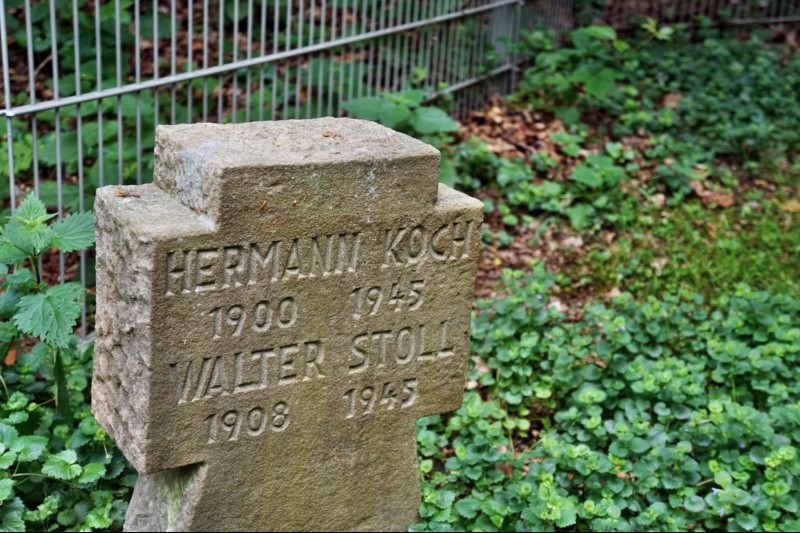 HERMANN KOCH
1900 1945
WALTER STOLL
1908 1945